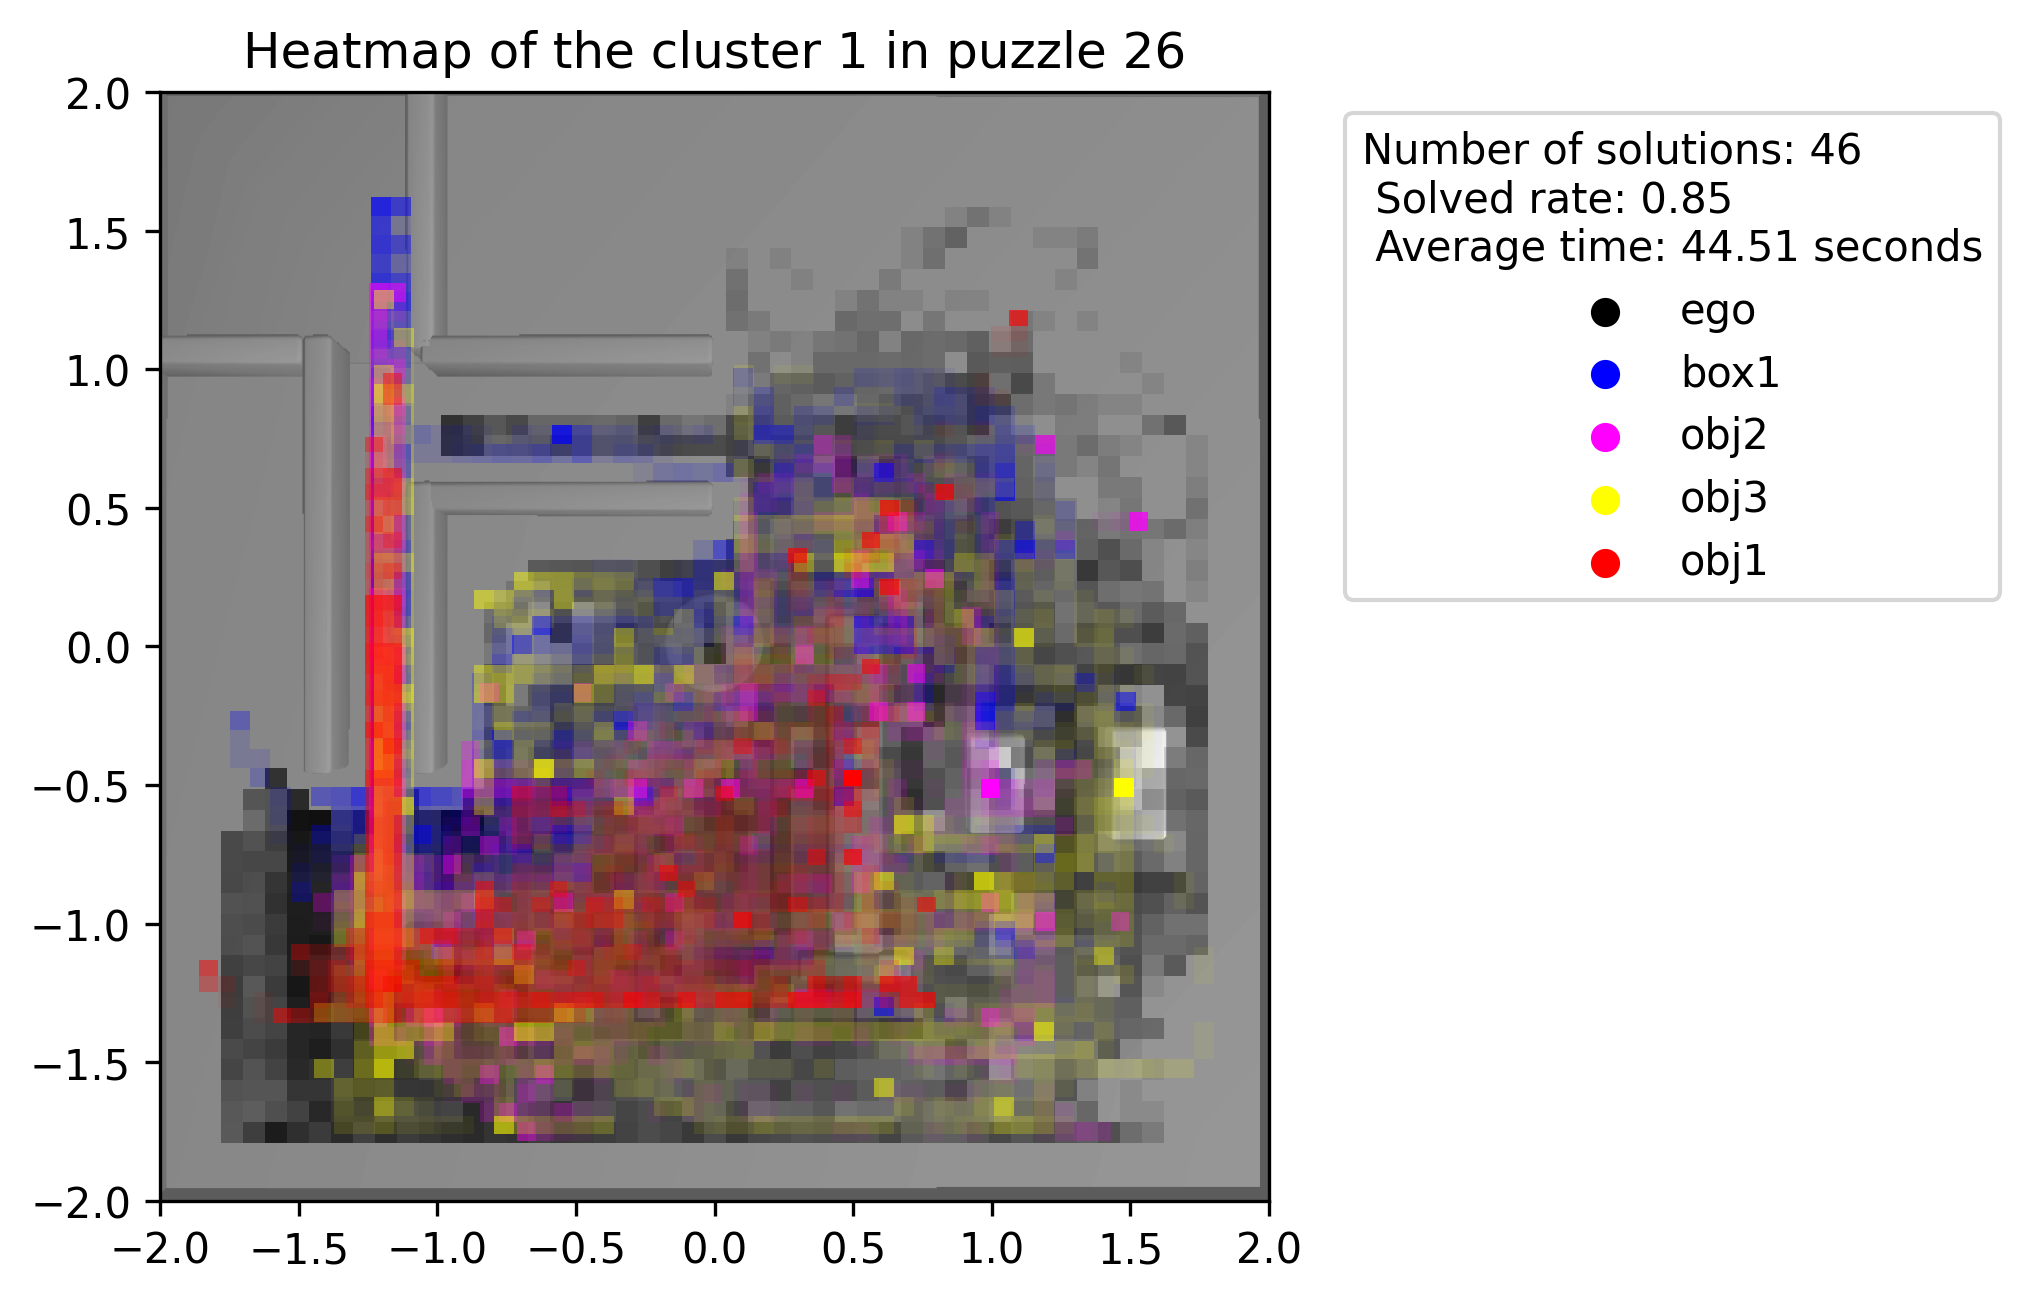 Heatmap of the cluster 1 in puzzle 26
2.0
1.5
1.0
0.5
0.0
−0.5
−1.0
−1.5
−2.0
−2.0 −1.5 −1.0 −0.5 0.0 0.5 1.0 1.5 2.0
Number of solutions: 46
Solved rate: 0.85
Average time: 44.51 seconds
ego
box1
obj2
obj3
obj1